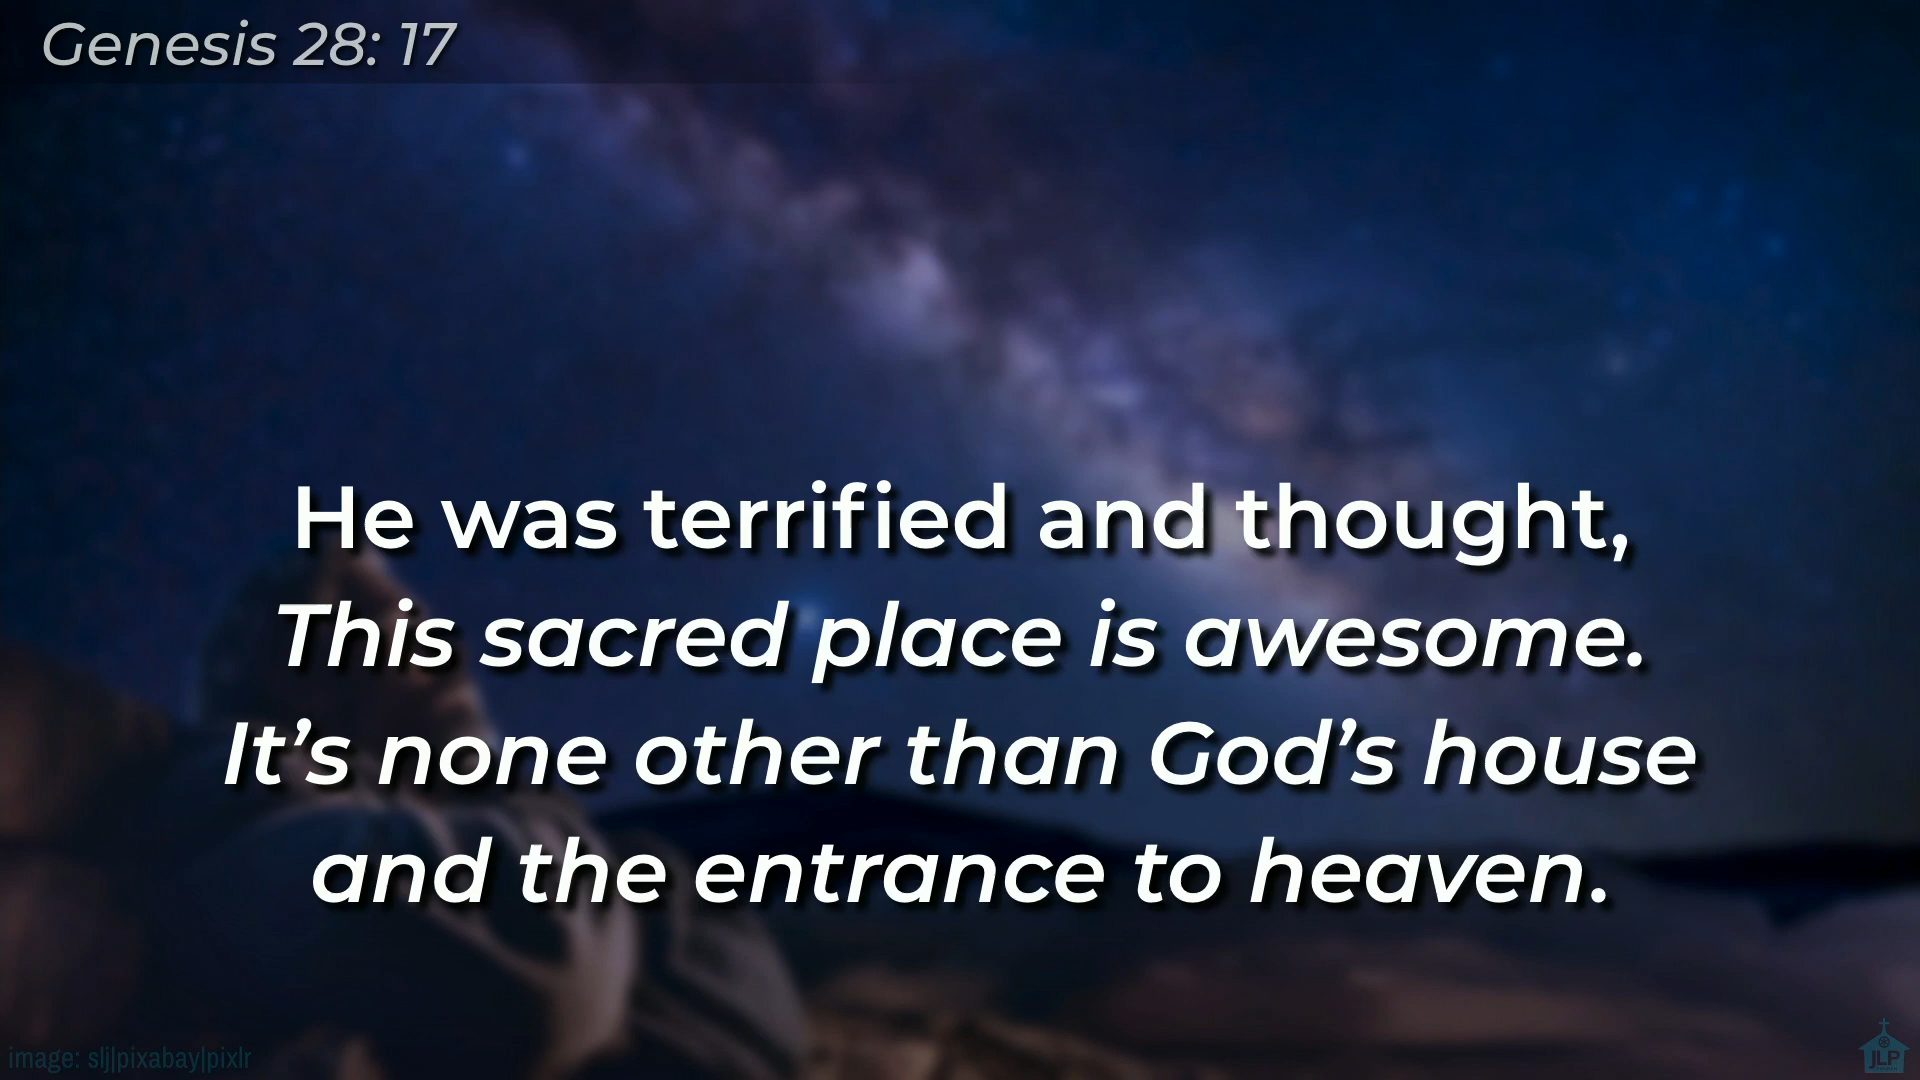 Genesis 28: 17
He was terrified and thought,
This sacred place is awesome.
It’s none other than God’s house
and the entrance to heaven.
image: slj|pixabay|pixlr
JLP